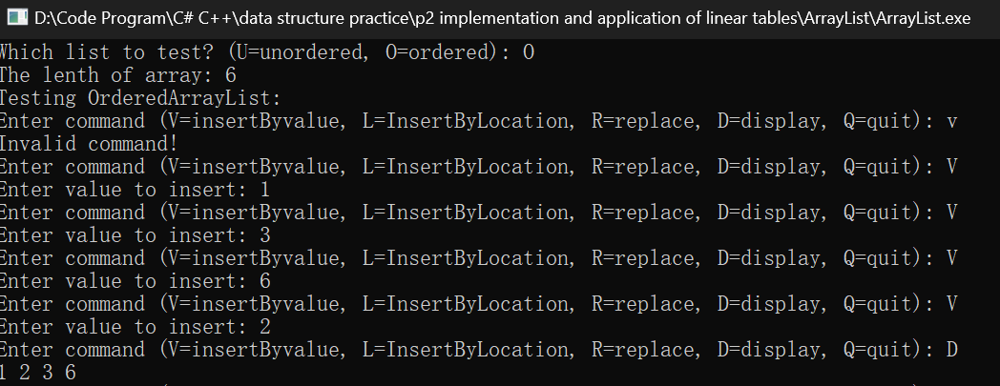 D:\Code Program\C# C++\data structure practice\p2 implementation and application of linear tables\ArrayList\ArrayList.exe
Which list to test? (U=unordered, O=ordered): O
The lenth of array: 6
Testing OrderedArrayList:
Enter command (V=insertByvalue, L=InsertByLocation, R=replace, D=display, Q=quit): v
Invalid command!
Enter command (V=insertByvalue, L=InsertByLocation, R=replace, D=display, Q=quit): V
Enter value to insert: 1
Enter command (V=insertByvalue, L=InsertByLocation, R=replace, D=display, Q=quit): V
Enter value to insert: 3
Enter command (V=insertByvalue, L=InsertByLocation, R=replace, D=display, Q=quit): V
Enter value to insert: 6
Enter command (V=insertByvalue, L=InsertByLocation, R=replace, D=display, Q=quit): V
Enter value to insert: 2
Enter command (V=insertByvalue, L=InsertByLocation, R=replace, D=display, Q=quit): D
1 2 3 6